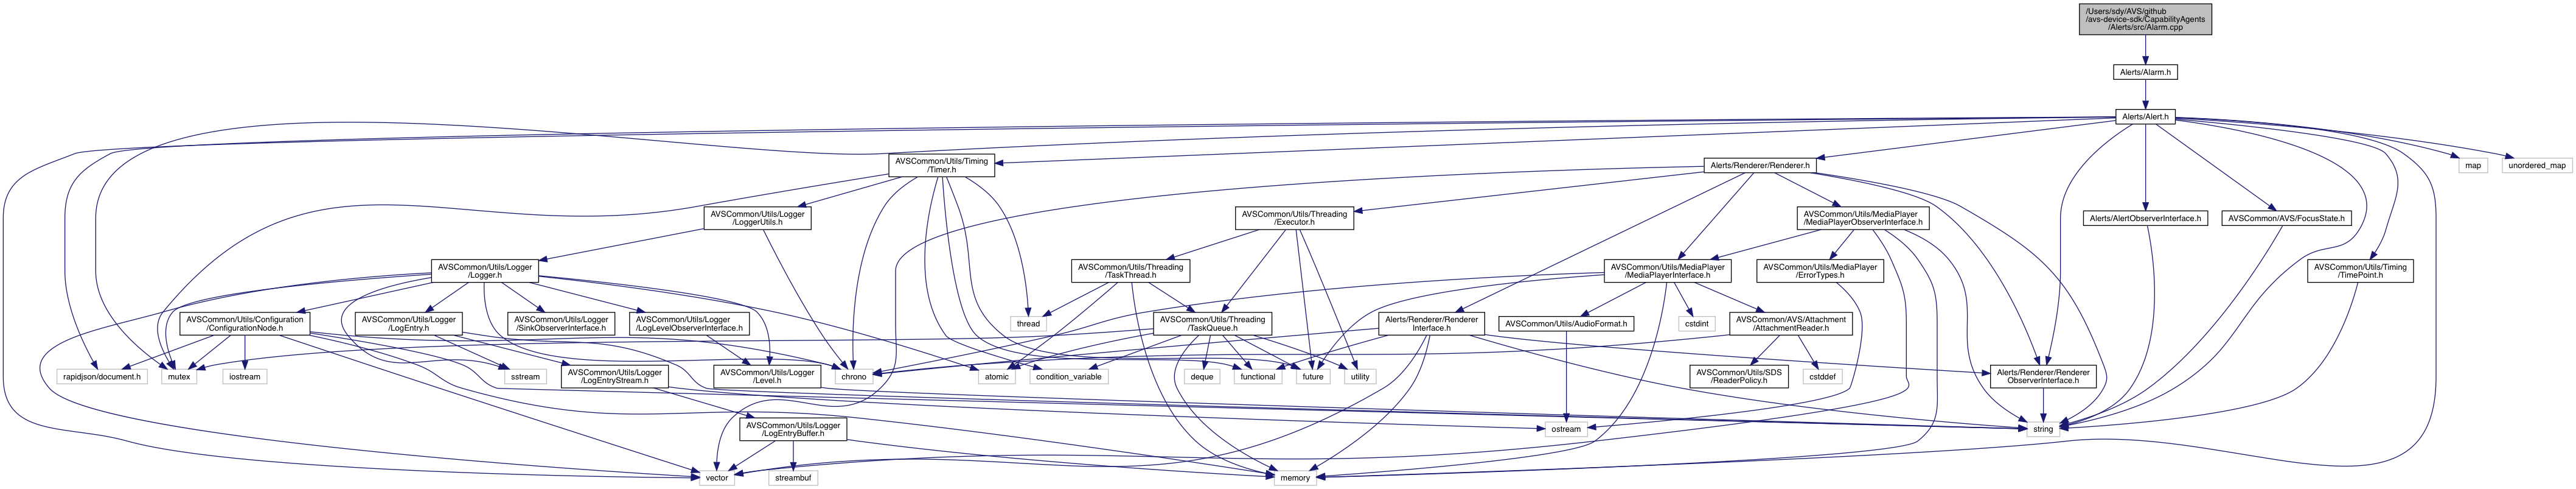 /Users/sdy/AVS/github
/avs-device-sdk/CapabilityAgents
/Alerts/src/Alarm.cpp
Alerts/Alarm.h
Alerts/Alert.h
AVSCommon/Utils/Timing
/Timer.h
Alerts/Renderer/Renderer.h
map
unordered_map
AVSCommon/Utils/Logger
/LoggerUtils.h
AVSCommon/Utils/Threading
/Executor.h
AVSCommon/Utils/MediaPlayer
/MediaPlayerObserverInterface.h
Alerts/AlertObserverInterface.h
AVSCommon/AVS/FocusState.h
AVSCommon/Utils/Logger
/Logger.h
AVSCommon/Utils/Threading
/TaskThread.h
AVSCommon/Utils/MediaPlayer
/MediaPlayerInterface.h
AVSCommon/Utils/MediaPlayer
/ErrorTypes.h
AVSCommon/Utils/Timing
/TimePoint.h
AVSCommon/Utils/Configuration
/ConfigurationNode.h
AVSCommon/Utils/Logger
/LogEntry.h
AVSCommon/Utils/Logger
/SinkObserverInterface.h
AVSCommon/Utils/Logger
/LogLevelObserverInterface.h
thread
AVSCommon/Utils/Threading
/TaskQueue.h
Alerts/Renderer/Renderer
Interface.h
AVSCommon/Utils/AudioFormat.h
cstdint
AVSCommon/AVS/Attachment
/AttachmentReader.h
rapidjson/document.h
mutex
iostream
sstream
AVSCommon/Utils/Logger
/LogEntryStream.h
AVSCommon/Utils/Logger
/Level.h
chrono
atomic
condition_variable
deque
functional
future
utility
AVSCommon/Utils/SDS
/ReaderPolicy.h
cstddef
Alerts/Renderer/Renderer
ObserverInterface.h
AVSCommon/Utils/Logger
/LogEntryBuffer.h
ostream
string
vector
streambuf
memory